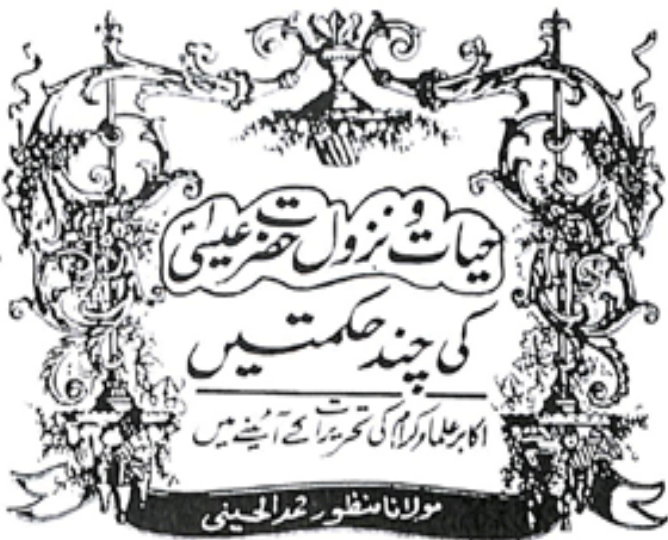 حیات و نزول حضرت عیسیٰؑ
کی چند حکمتیں
اکابر علماء کرام کی تحریرات کے آئینے میں
مولانا منظور احمد الحسینی